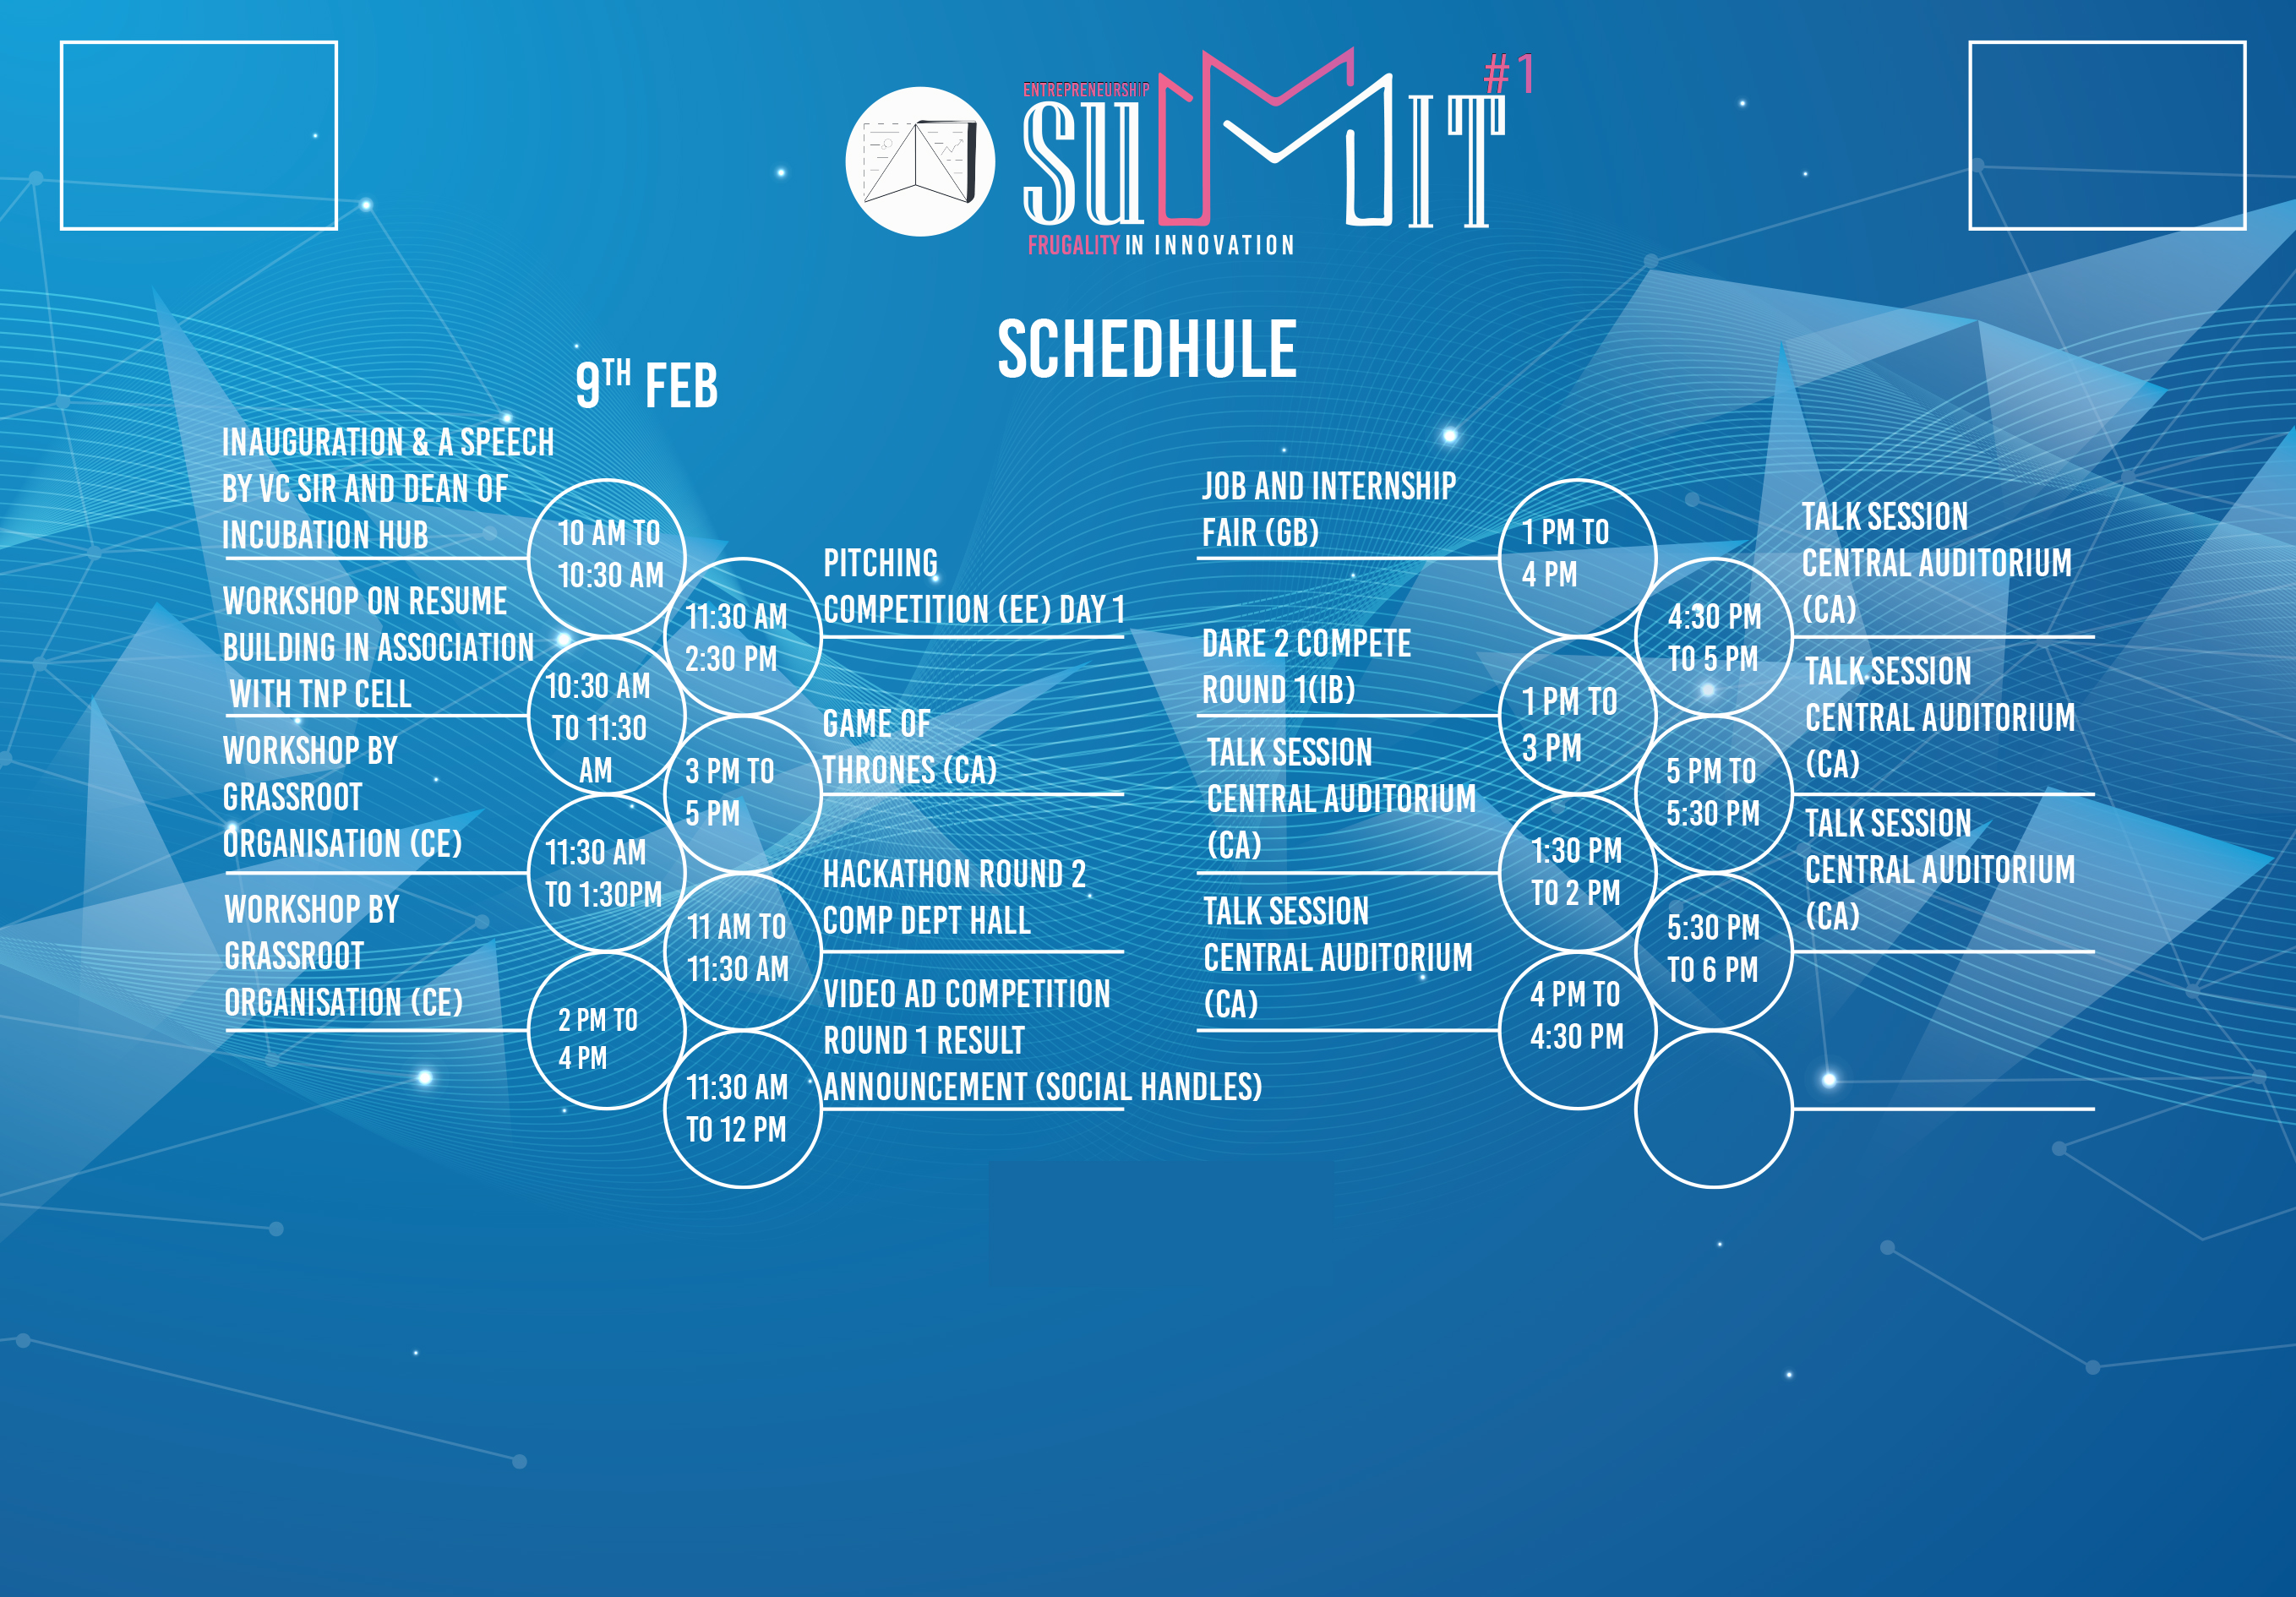 ENTREPRENEURSHIP
SUMMIT #1
FRUGALITY IN INNOVATION
SCHEDHULE
9TH FEB
INAUGURATION & A SPEECH
BY VC SIR AND DEAN OF
INCUBATION HUB
10 AM TO
10:30 AM
WORKSHOP ON RESUME
BUILDING IN ASSOCIATION
WITH TNP CELL
10:30 AM
TO 11:30
AM
WORKSHOP BY
GRASSROOT
ORGANISATION (CE)
11:30 AM
TO 1:30PM
WORKSHOP BY
GRASSROOT
ORGANISATION (CE)
2 PM TO
4 PM
11:30 AM
2:30 PM
PITCHING
COMPETITION (EE) DAY 1
3 PM TO
5 PM
GAME OF
THRONES (CA)
11 AM TO
11:30 AM
HACKATHON ROUND 2
COMP DEPT HALL
11:30 AM
TO 12 PM
VIDEO AD COMPETITION
ROUND 1 RESULT
ANNOUNCEMENT (SOCIAL HANDLES)
JOB AND INTERNSHIP
FAIR (GB)
1 PM TO
4 PM
DARE 2 COMPETE
ROUND 1(IB)
1 PM TO
3 PM
TALK SESSION
CENTRAL AUDITORIUM
(CA)
1:30 PM
TO 2 PM
TALK SESSION
CENTRAL AUDITORIUM
(CA)
4 PM TO
4:30 PM
4:30 PM
TO 5 PM
TALK SESSION
CENTRAL AUDITORIUM
(CA)
5 PM TO
5:30 PM
TALK SESSION
CENTRAL AUDITORIUM
(CA)
5:30 PM
TO 6 PM
TALK SESSION
CENTRAL AUDITORIUM
(CA)